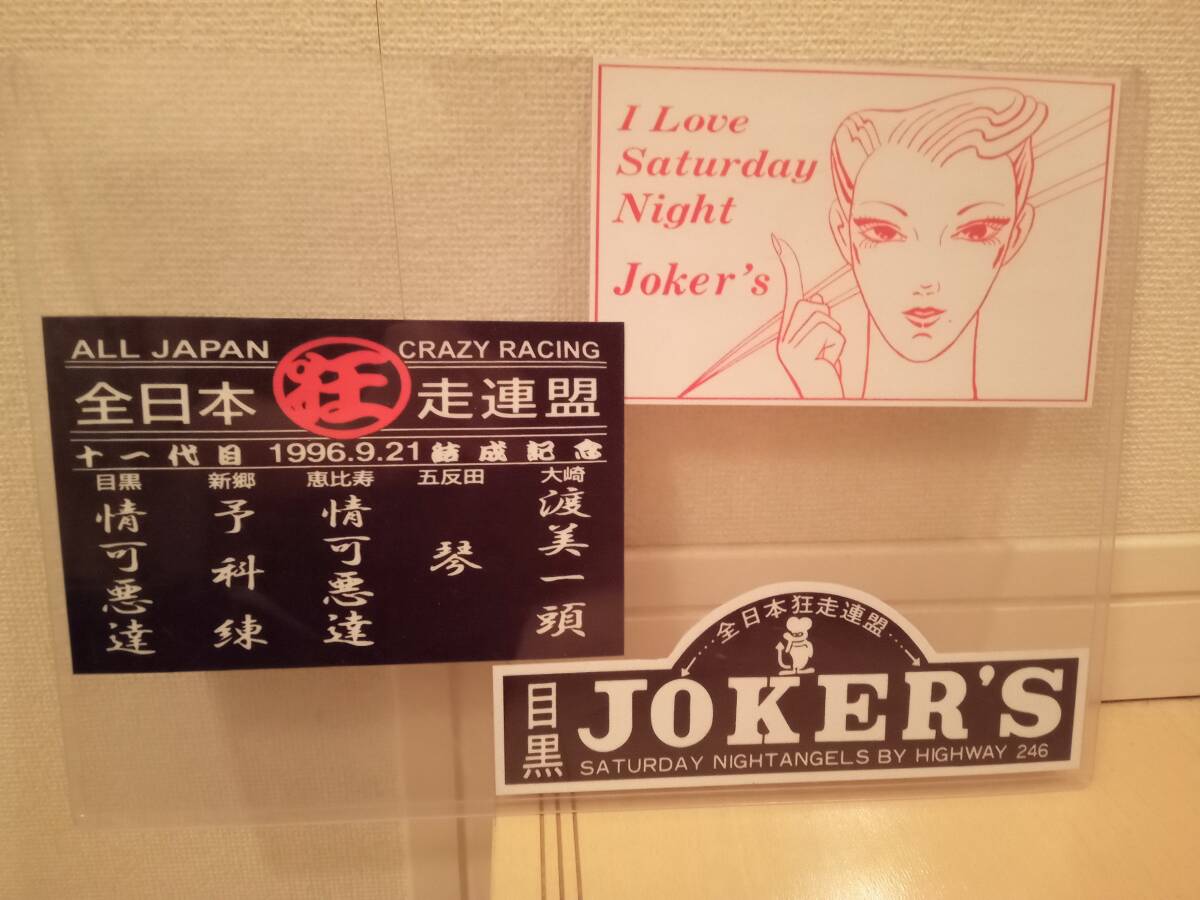 I Love
Saturday
Night
Joker's
ALL JAPAN CRAZY RACING
全日本 狂 走連盟
十一代目 1996.9.21 結成記念
目黒 新郷 恵比寿 五反田 大崎
情可悪達
予科練
情可悪達
琴
渡美一頭
…全日本狂走連盟…
目黒
JOKER'S
SATURDAY NIGHTANGELS BY HIGHWAY 246